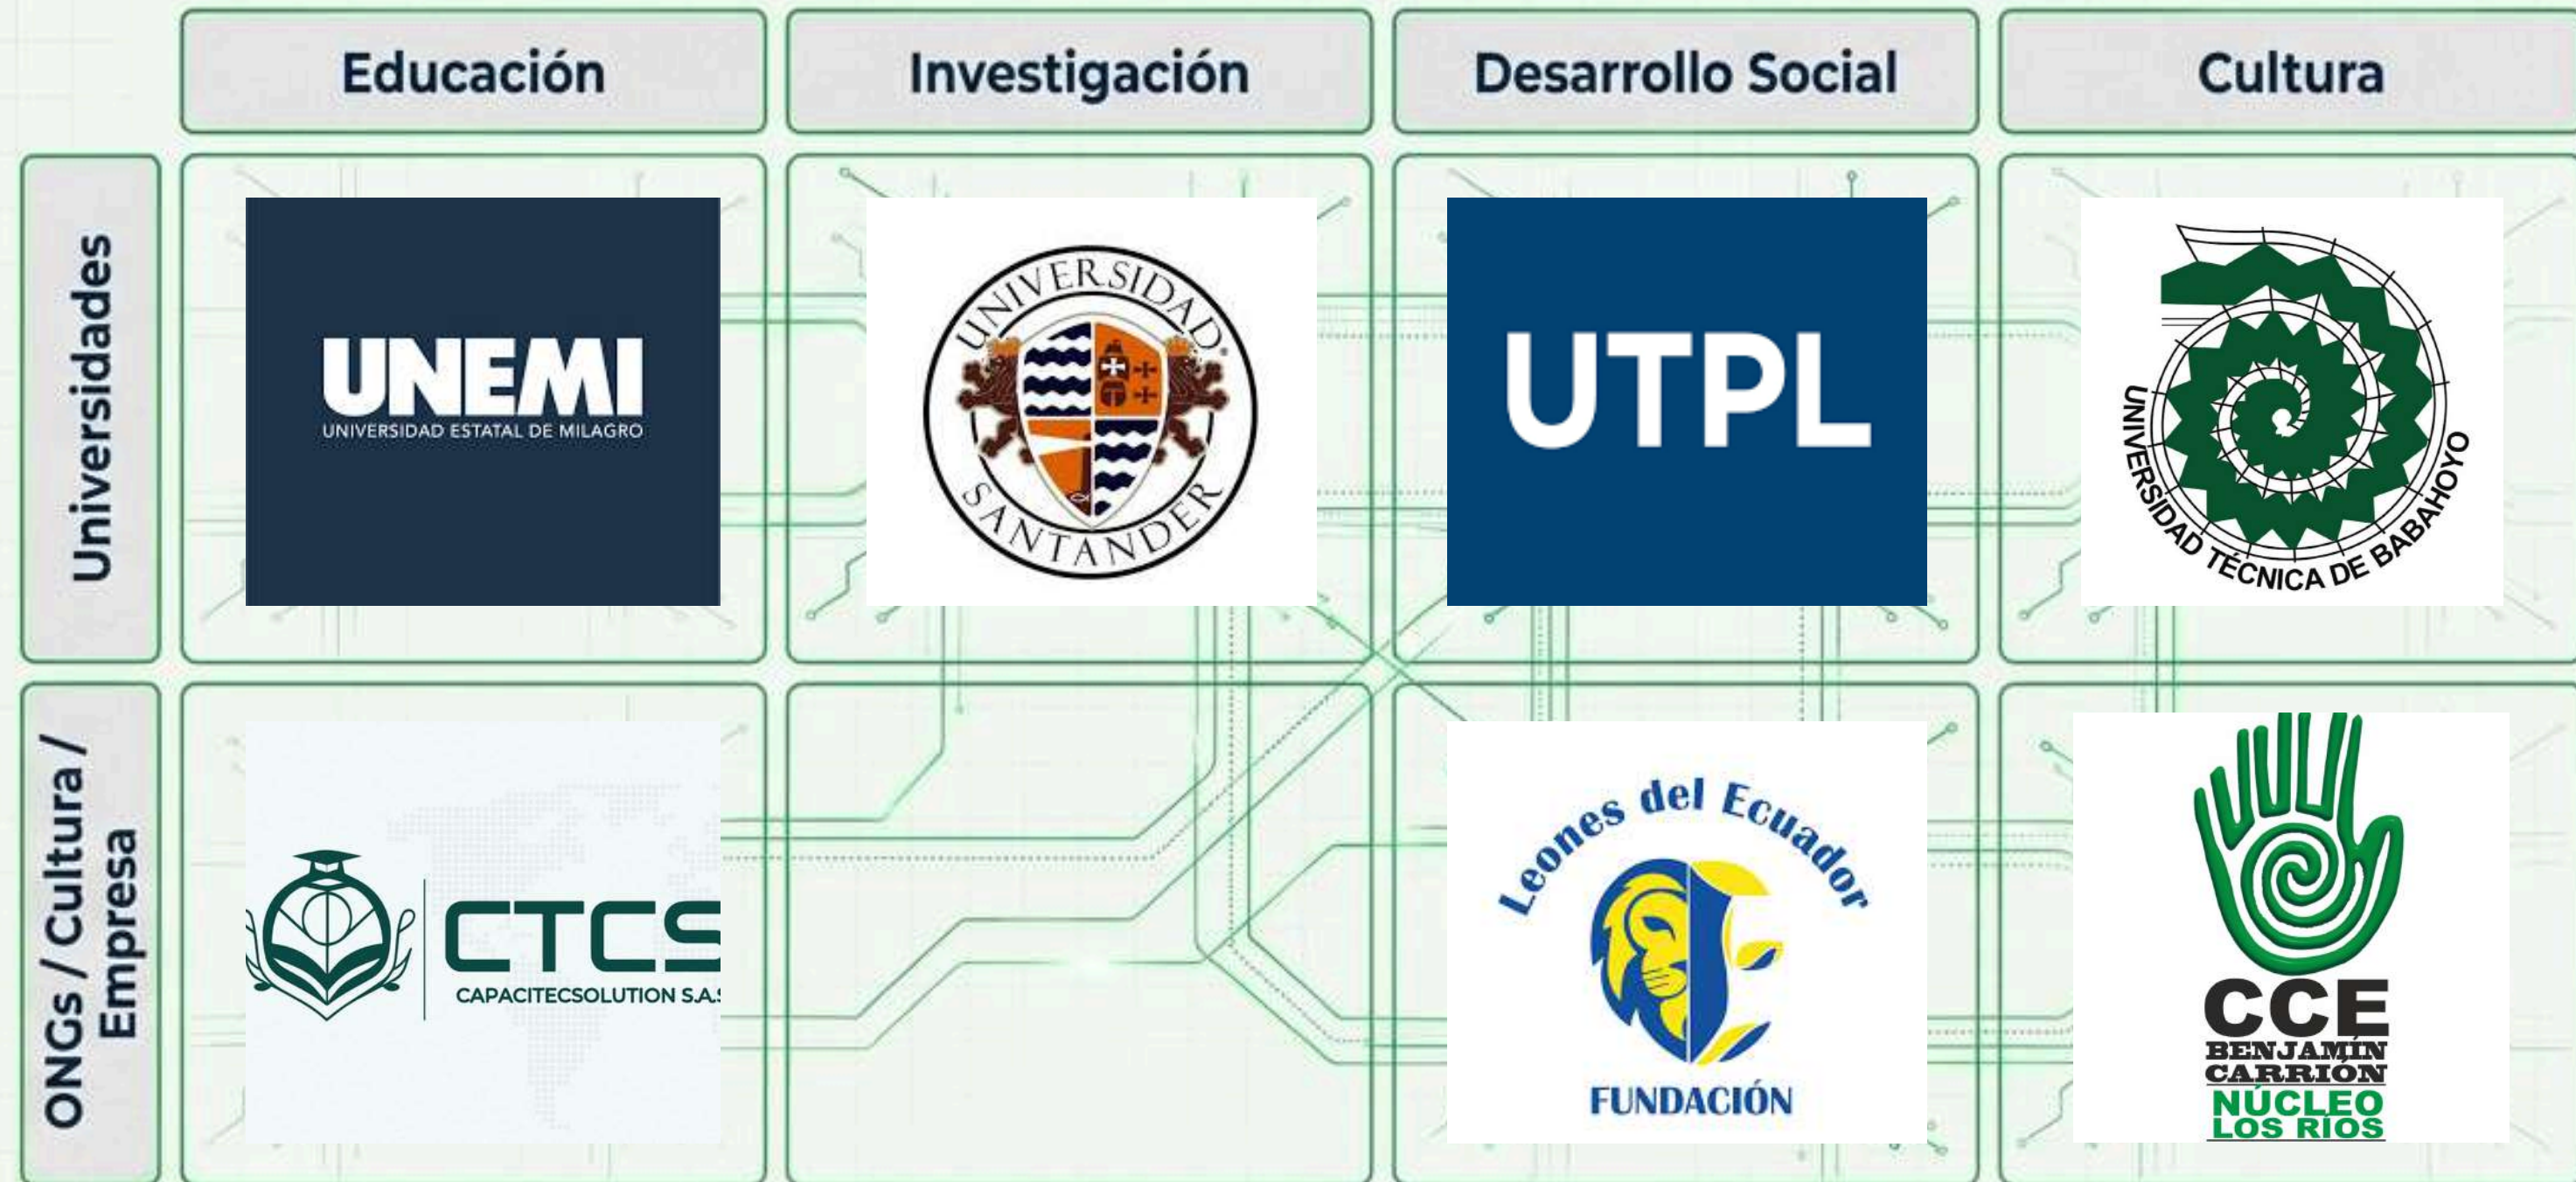 Educación
Investigación
Desarrollo Social
Cultura
Universidades
UNEMI
UNIVERSIDAD ESTATAL DE MILAGRO
UNIVERSIDAD
SANTANDER
UTPL
UNIVERSIDAD TÉCNICA DE BABAHOYO
ONGs / Cultura /
Empresa
CTCS
CAPACITECSOLUTION S.A.S
Leones del Ecuador
FUNDACIÓN
CCE
BENJAMÍN
CARRIÓN
NÚCLEO
LOS RÍOS